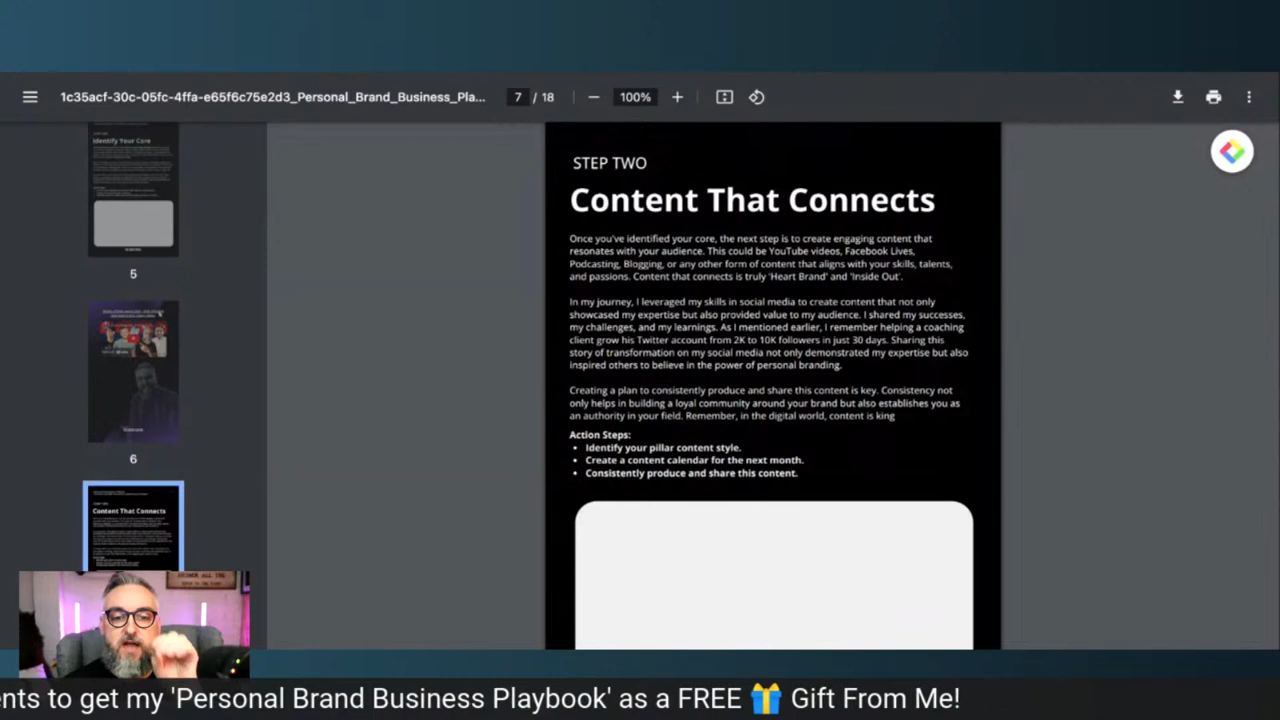 1c35acf-30c-05fc-4ffa-e65f6c75e2d3_Personal_Brand_Business_Pla...
7 / 18
100%
Identify Your Core
5
6
Content That Connects
STEP TWO
Content That Connects
Once you've identified your core, the next step is to create engaging content that
resonates with your audience. This could be YouTube videos, Facebook Lives,
Podcasting, Blogging, or any other form of content that aligns with your skills, talents,
and passions. Content that connects is truly 'Heart Brand' and 'Inside Out'.
In my journey, I leveraged my skills in social media to create content that not only
showcased my expertise but also provided value to my audience. I shared my successes,
my challenges, and my learnings. As I mentioned earlier, I remember helping a coaching
client grow his Twitter account from 2K to 10K followers in just 30 days. Sharing this
story of transformation on my social media not only demonstrated my expertise but also
inspired others to believe in the power of personal branding.
Creating a plan to consistently produce and share this content is key. Consistency not
only helps in building a loyal community around your brand but also establishes you as
an authority in your field. Remember, in the digital world, content is king
Action Steps:
• Identify your pillar content style.
• Create a content calendar for the next month.
• Consistently produce and share this content.
ents to get my 'Personal Brand Business Playbook' as a FREE 🎁 Gift From Me!